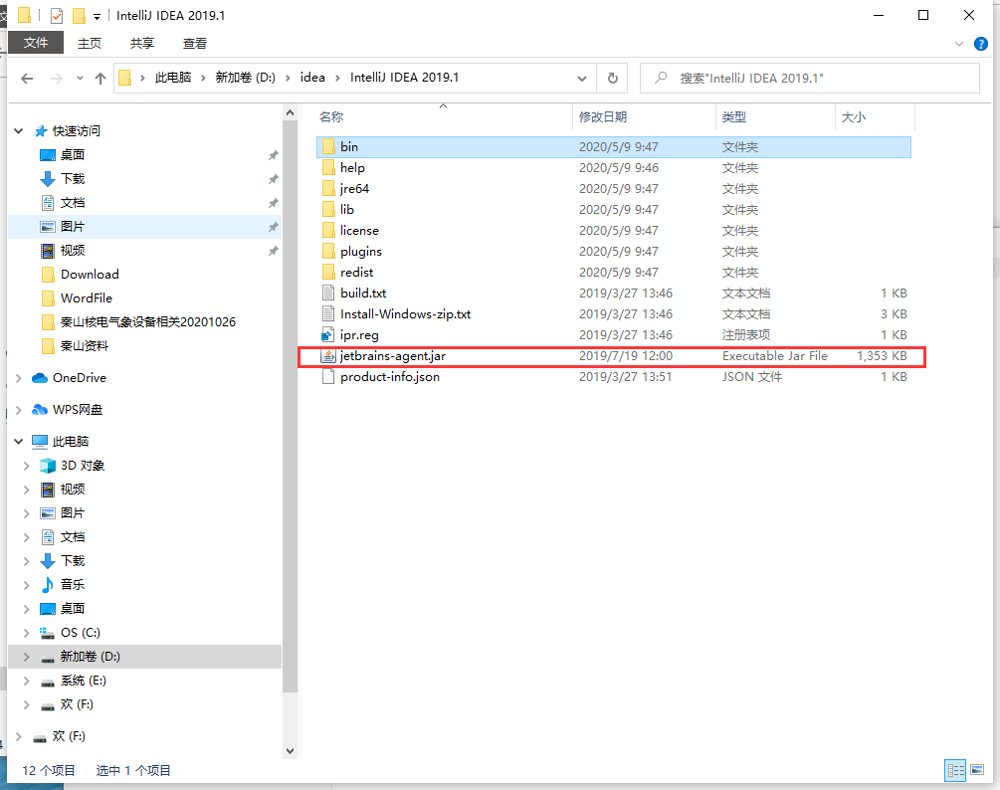 IntelliJ IDEA 2019.1
文件 主页 共享 查看
此电脑 新加卷 (D:) idea IntelliJ IDEA 2019.1 搜索"IntelliJ IDEA 2019.1"
快速访问
桌面
下载
文档
图片
视频
Download
WordFile
秦山核电气象设备相关20201026
秦山资料
OneDrive
WPS网盘
此电脑
3D 对象
视频
图片
文档
下载
音乐
桌面
OS (C:)
新加卷 (D:)
系统 (E:)
欢 (F:)
欢 (F:)
名称 修改日期 类型 大小
bin 2020/5/9 9:47 文件夹
help 2020/5/9 9:46 文件夹
jre64 2020/5/9 9:47 文件夹
lib 2020/5/9 9:47 文件夹
license 2020/5/9 9:47 文件夹
plugins 2020/5/9 9:47 文件夹
redist 2020/5/9 9:47 文件夹
build.txt 2019/3/27 13:46 文本文档 1 KB
Install-Windows-zip.txt 2019/3/27 13:46 文本文档 3 KB
ipr.reg 2019/3/27 13:46 注册表项 1 KB
jetbrains-agent.jar 2019/7/19 12:00 Executable Jar File 1,353 KB
product-info.json 2019/3/27 13:51 JSON 文件 1 KB
12 个项目 选中 1 个项目